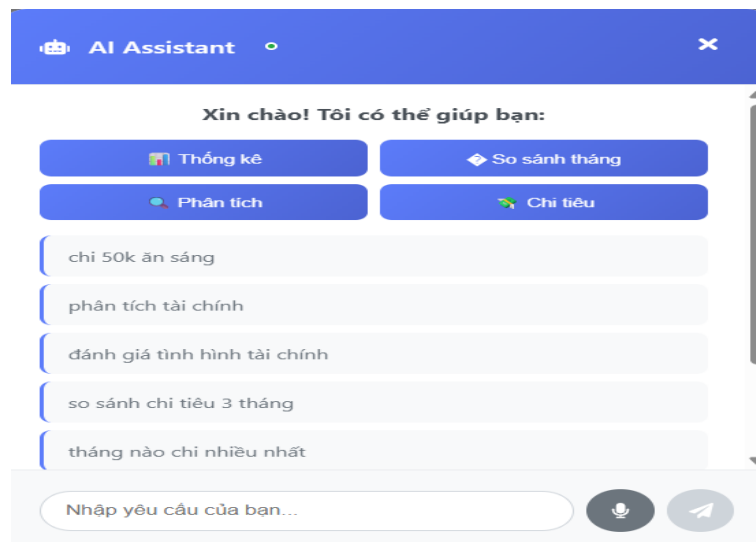 AI Assistant
Xin chào! Tôi có thể giúp bạn:
Thống kê
� So sánh tháng
Phân tích
Chi tiêu
chi 50k ăn sáng
phân tích tài chính
đánh giá tình hình tài chính
so sánh chi tiêu 3 tháng
tháng nào chi nhiều nhất
Nhập yêu cầu của bạn...